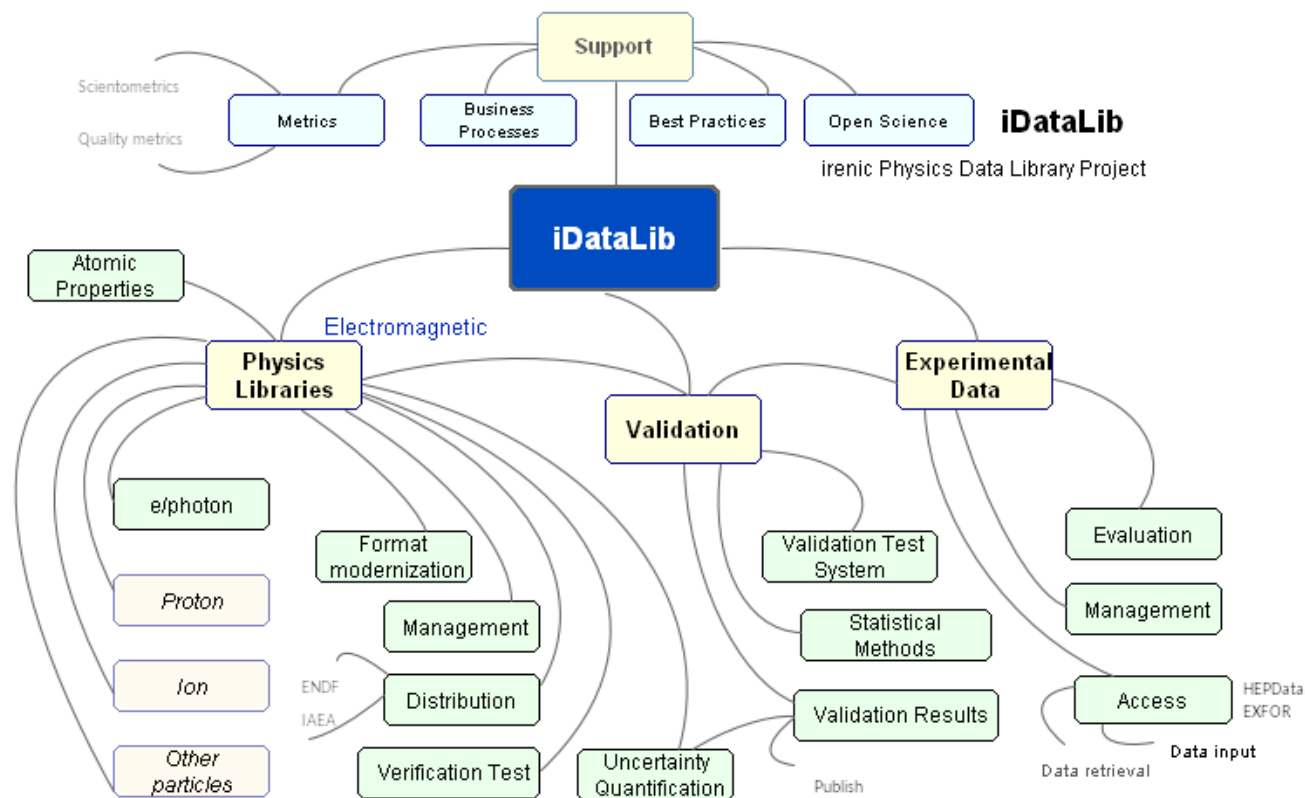 Support
Scientometrics
Metrics
Business
Processes
Best Practices
Open Science
iDataLib
Quality metrics
irenic Physics Data Library Project
iDataLib
Atomic
Properties
Electromagnetic
Physics
Libraries
Experimental
Data
Validation
e/photon
Format
modernization
Validation Test
System
Evaluation
Proton
Management
Management
Statistical
Methods
Ion
ENDF
IAEA
Distribution
Validation Results
Access
HEPData
EXFOR
Other
particles
Verification Test
Uncertainty
Quantification
Publish
Data retrieval
Data input